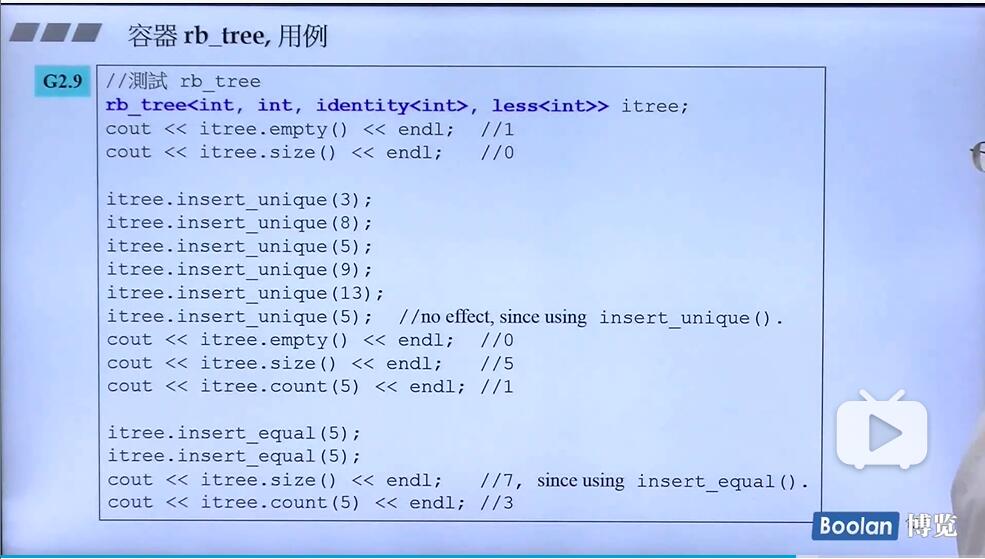 容器 rb_tree, 用例
G2.9
//測試 rb_tree
rb_tree<int, int, identity<int>, less<int>> itree;
cout << itree.empty() << endl; //1
cout << itree.size() << endl; //0
itree.insert_unique(3);
itree.insert_unique(8);
itree.insert_unique(5);
itree.insert_unique(9);
itree.insert_unique(13);
itree.insert_unique(5); //no effect, since using insert_unique().
cout << itree.empty() << endl; //0
cout << itree.size() << endl; //5
cout << itree.count(5) << endl; //1
itree.insert_equal(5);
itree.insert_equal(5);
cout << itree.size() << endl; //7, since using insert_equal().
cout << itree.count(5) << endl; //3
Boolan 博览